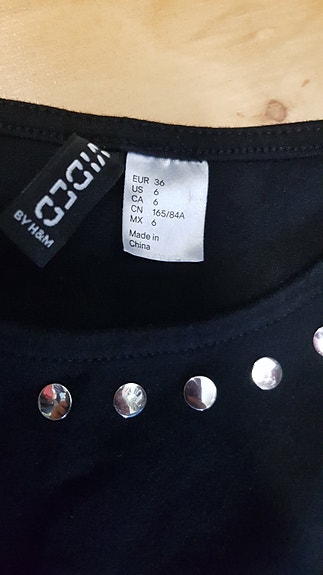 DIVIDED
BY H&M
EUR 36
US 6
CA 6
CN 165/84A
MX 6
Made in
China